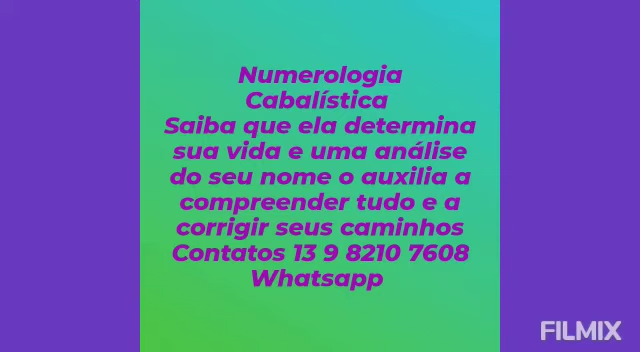 Numerologia
Cabalística
Saiba que ela determina
sua vida e uma análise
do seu nome o auxilia a
compreender tudo e a
corrigir seus caminhos
Contatos 13 9 8210 7608
Whatsapp
FILMIX